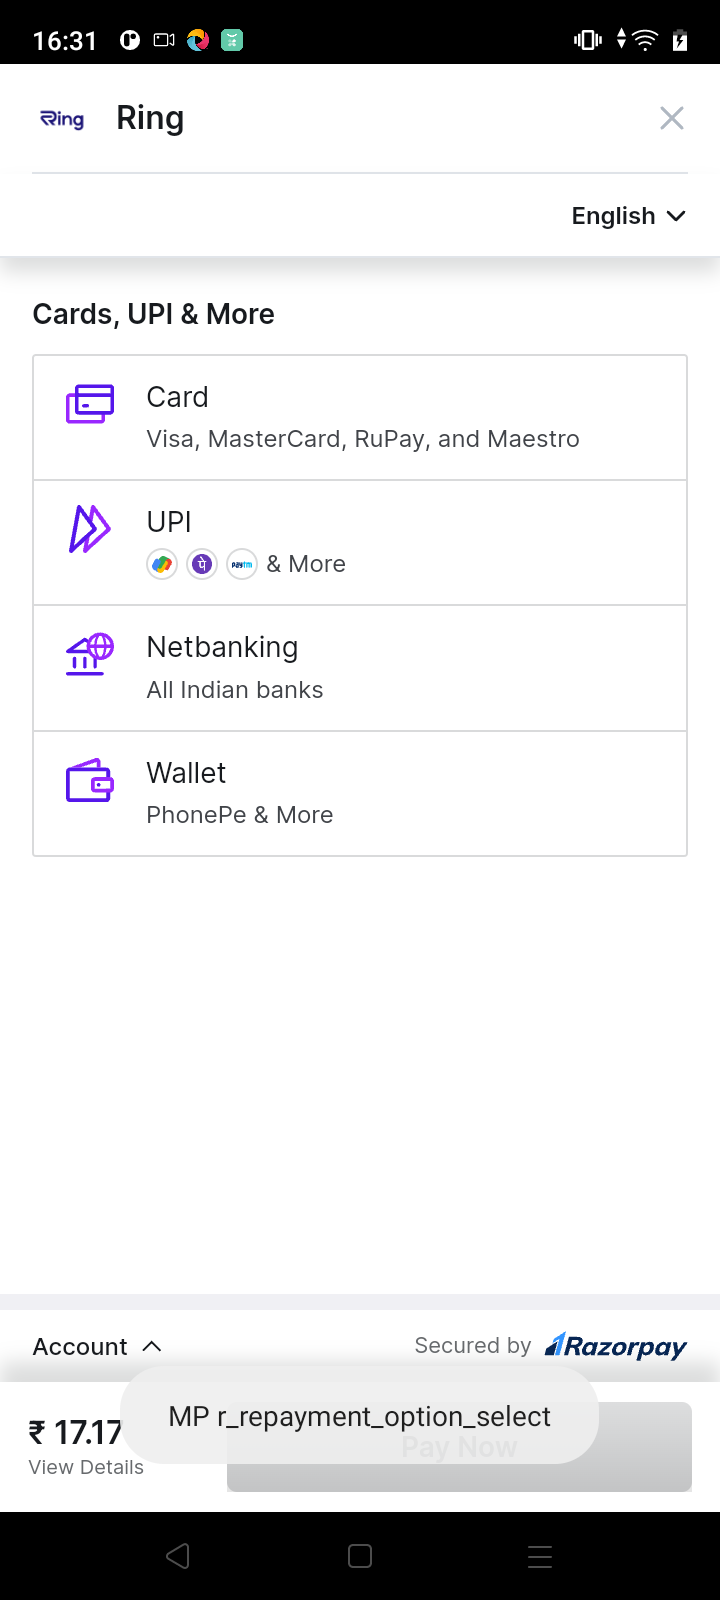 16:31
Ring
Ring
English
Cards, UPI & More
Card
Visa, MasterCard, RuPay, and Maestro
UPI
पे
paytm
& More
Netbanking
All Indian banks
Wallet
PhonePe & More
Account
Secured by Razorpay
₹ 17.17
MP r_repayment_option_select
Pay Now
View Details